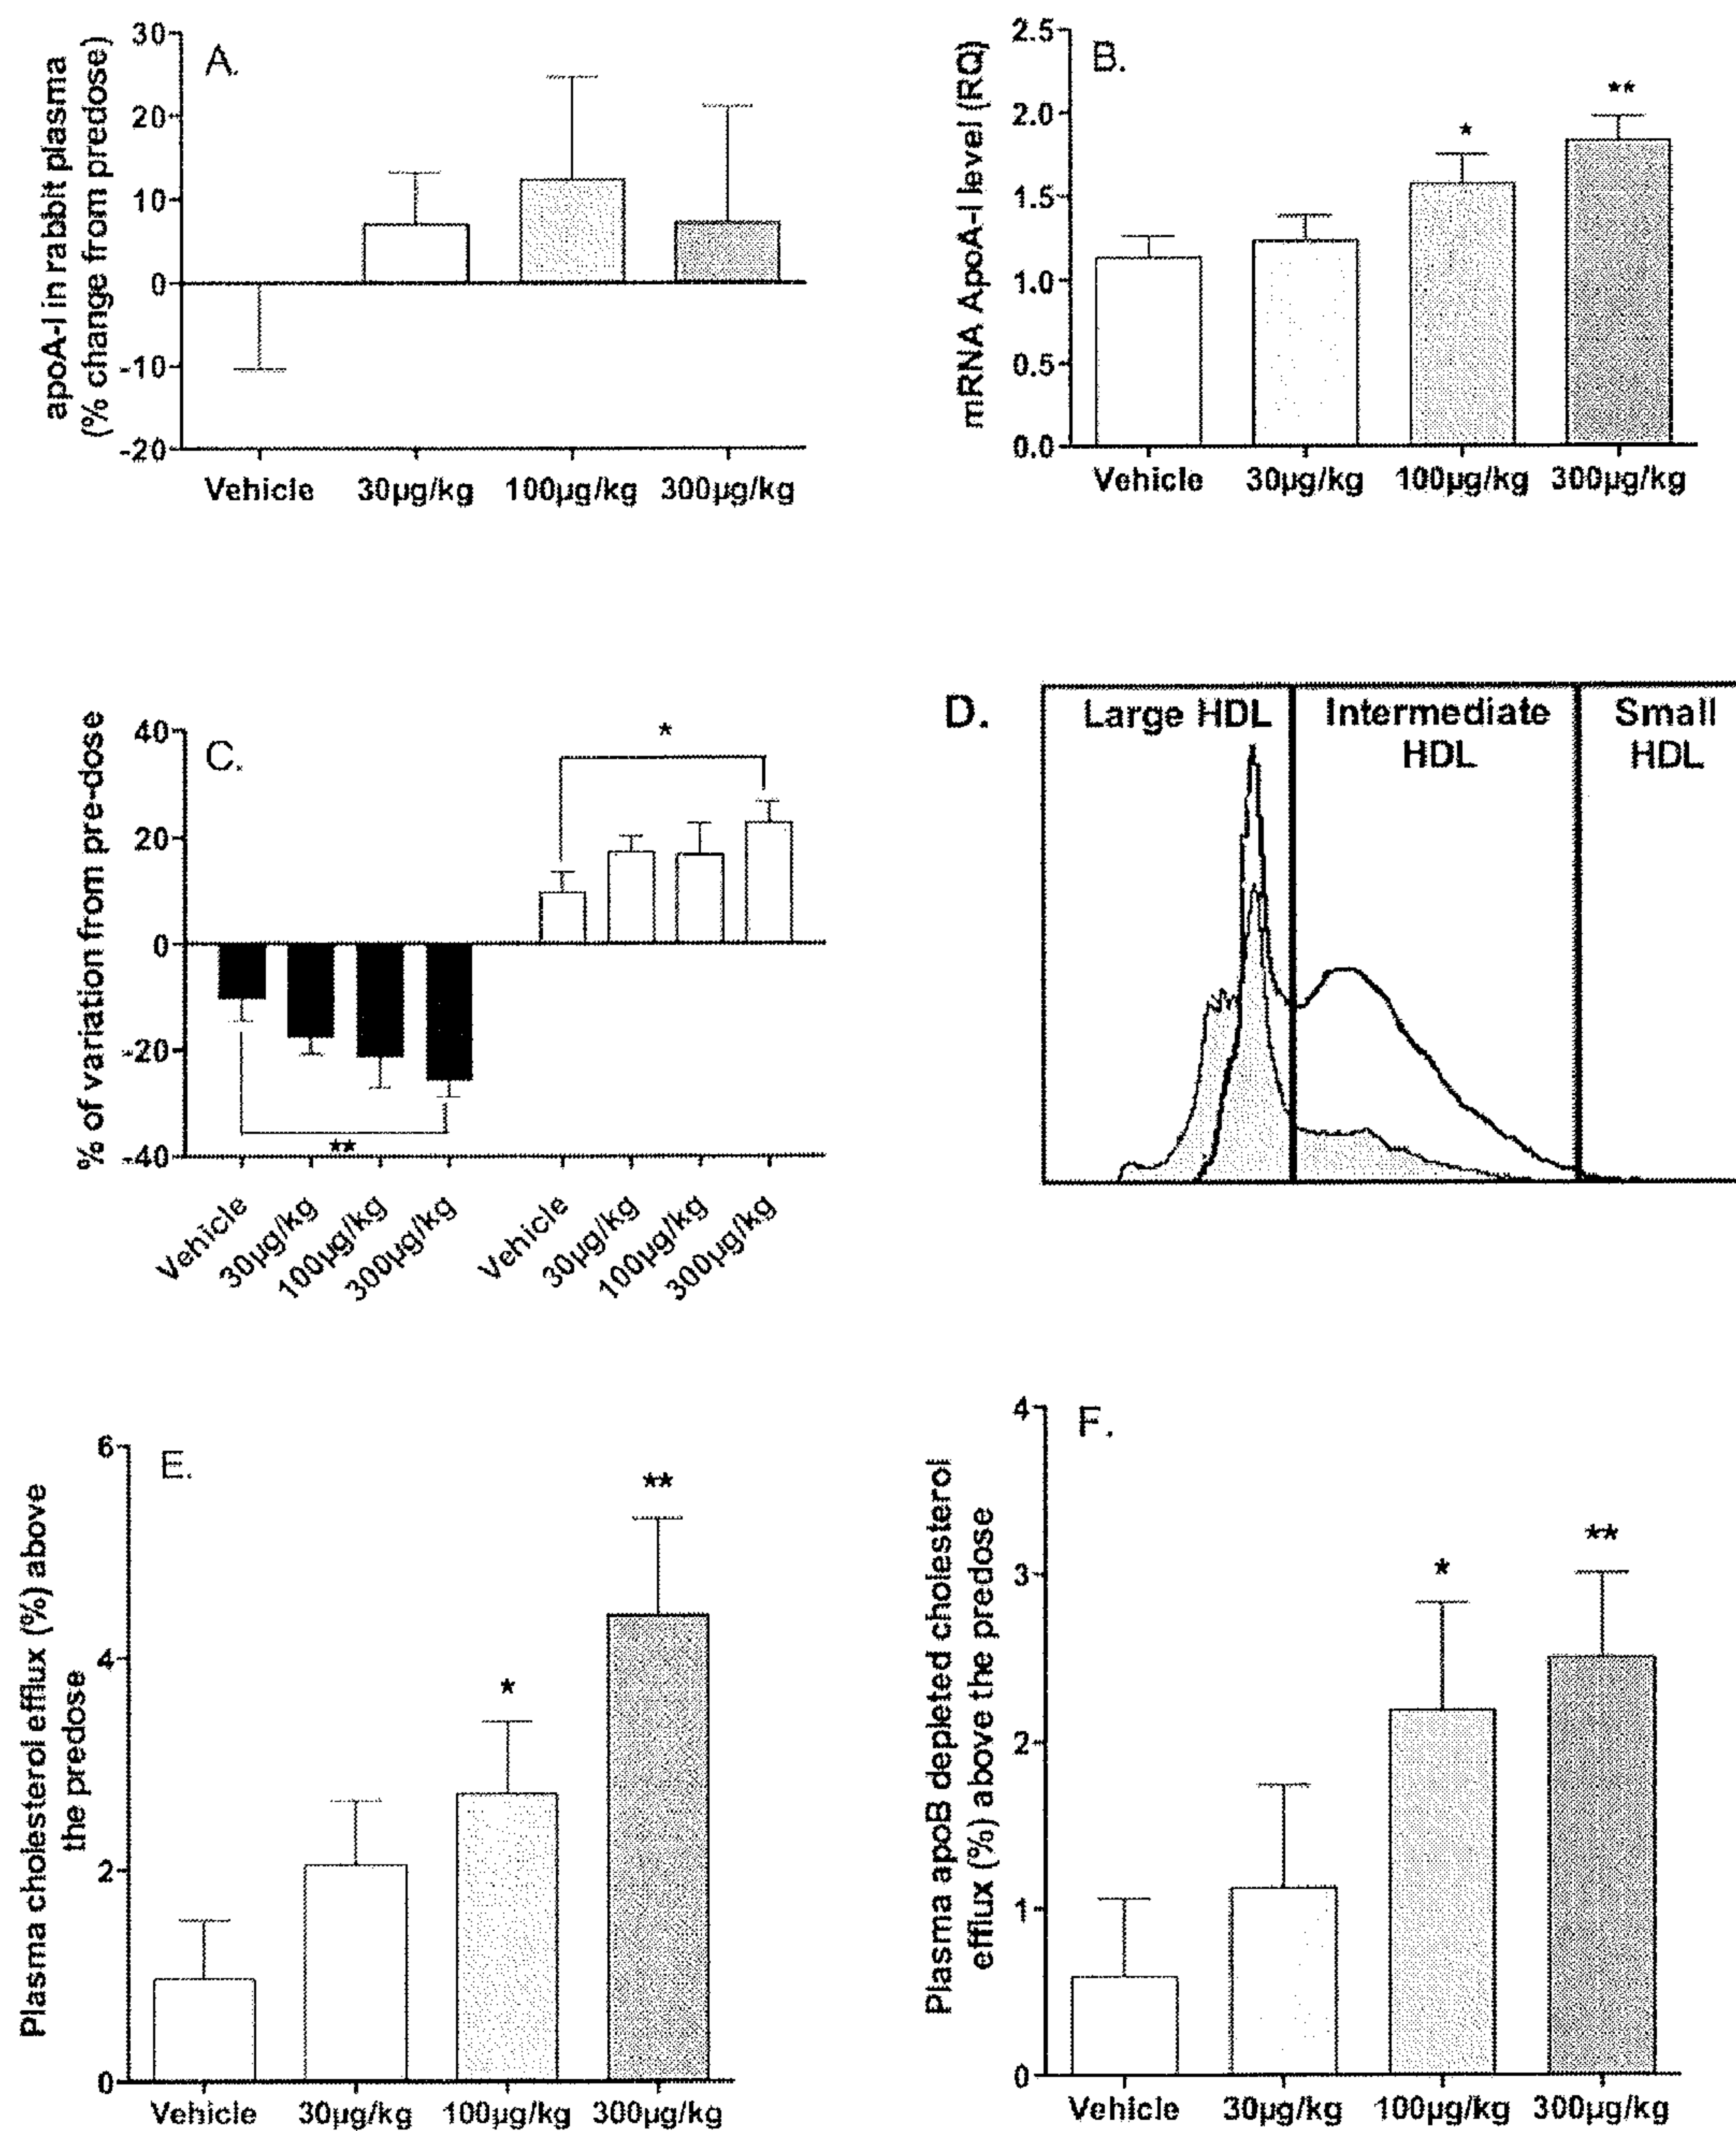 A.
apoA-I in rabbit plasma
(% change from predose)
30
20
10
0
-10
-20
Vehicle 30µg/kg 100µg/kg 300µg/kg
B.
mRNA ApoA-I level (RQ)
2.5
2.0
1.5
1.0
0.5
0.0
*
**
Vehicle 30µg/kg 100µg/kg 300µg/kg
C.
% of variation from pre-dose
40
20
0
-20
-40
*
**
Vehicle 30µg/kg 100µg/kg 300µg/kg Vehicle 30µg/kg 100µg/kg 300µg/kg
D.
Large HDL
Intermediate
HDL
Small
HDL
E.
Plasma cholesterol efflux (%) above
the predose
6
4
2
0
*
**
Vehicle 30µg/kg 100µg/kg 300µg/kg
F.
Plasma apoB depleted cholesterol
efflux (%) above the predose
4
3
2
1
0
*
**
Vehicle 30µg/kg 100µg/kg 300µg/kg